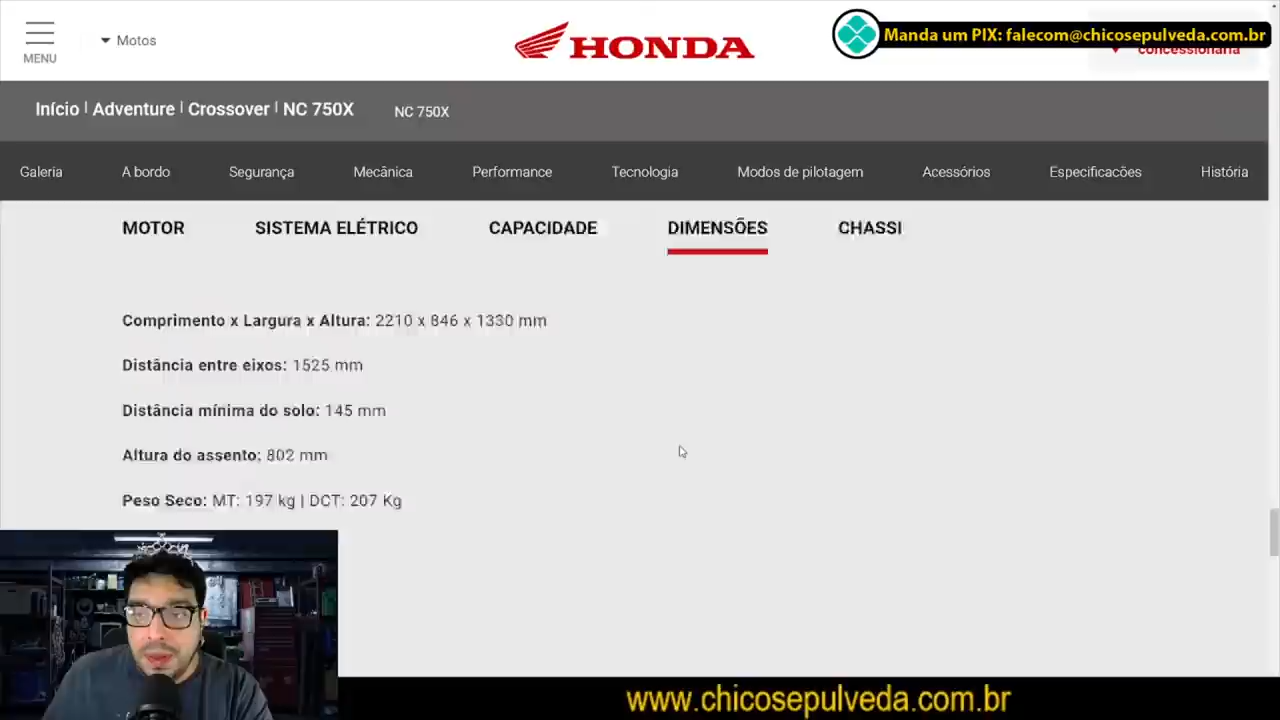 MENU
Motos
HONDA
Manda um PIX: falecom@chicosepulveda.com.br
concessionária
Início | Adventure | Crossover | NC 750X
NC 750X
Galeria
A bordo
Segurança
Mecânica
Performance
Tecnologia
Modos de pilotagem
Acessórios
Especificacões
História
MOTOR
SISTEMA ELÉTRICO
CAPACIDADE
DIMENSÕES
CHASSI
Comprimento x Largura x Altura: 2210 x 846 x 1330 mm
Distância entre eixos: 1525 mm
Distância mínima do solo: 145 mm
Altura do assento: 802 mm
Peso Seco: MT: 197 kg | DCT: 207 Kg
www.chicosepulveda.com.br